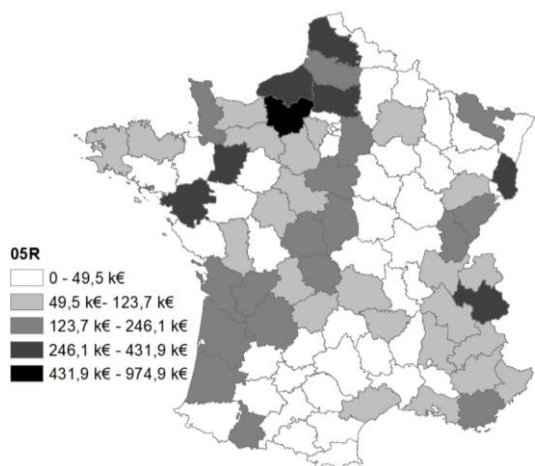 05R
0 - 49,5 k€
49,5 k€- 123,7 k€
123,7 k€ - 246,1 k€
246,1 k€ - 431,9 k€
431,9 k€ - 974,9 k€